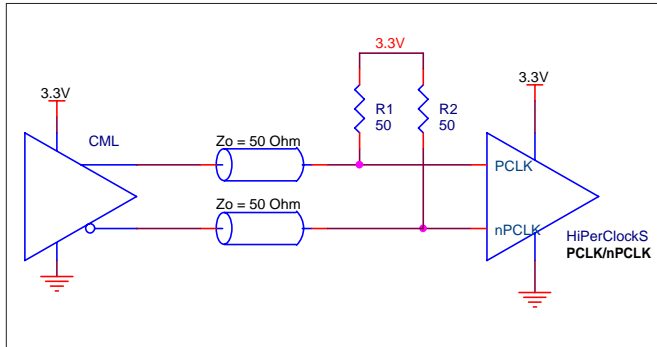 3.3V
3.3V
3.3V
CML
R1
50
R2
50
Zo = 50 Ohm
PCLK
Zo = 50 Ohm
nPCLK
HiPerClockS
PCLK/nPCLK